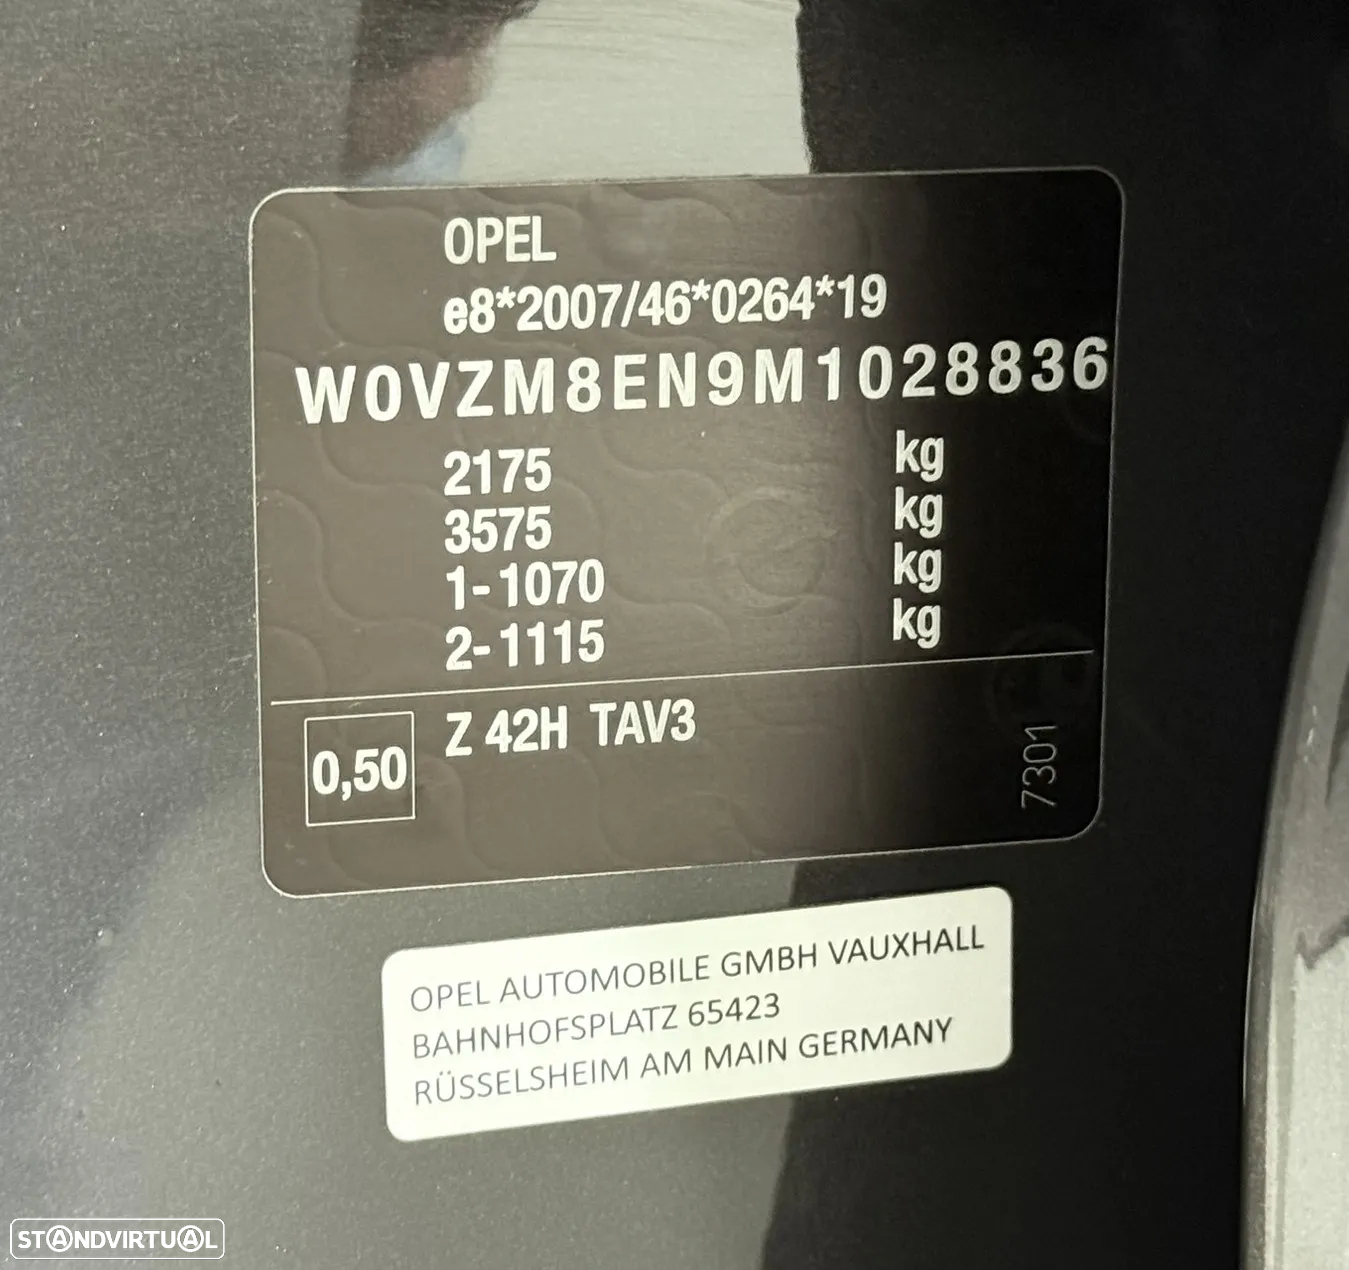 OPEL
e8*2007/46*0264*19
W0VZM8EN9M1028836
2175 kg
3575 kg
1-1070 kg
2-1115 kg
0,50 Z 42H TAV3
7301
OPEL AUTOMOBILE GMBH VAUXHALL
BAHNHOFSPLATZ 65423
RÜSSELSHEIM AM MAIN GERMANY
STANDVIRTUAL